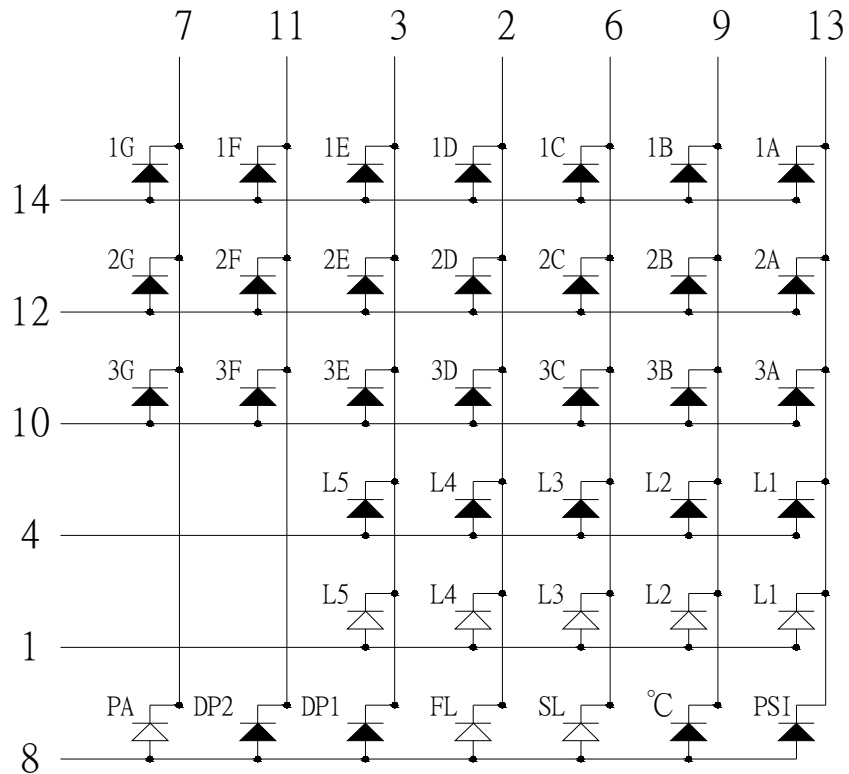 7 11 3 2 6 9 13
1G 1F 1E 1D 1C 1B 1A
14
2G 2F 2E 2D 2C 2B 2A
12
3G 3F 3E 3D 3C 3B 3A
10
L5 L4 L3 L2 L1
4
L5 L4 L3 L2 L1
1
PA DP2 DP1 FL SL °C PSI
8